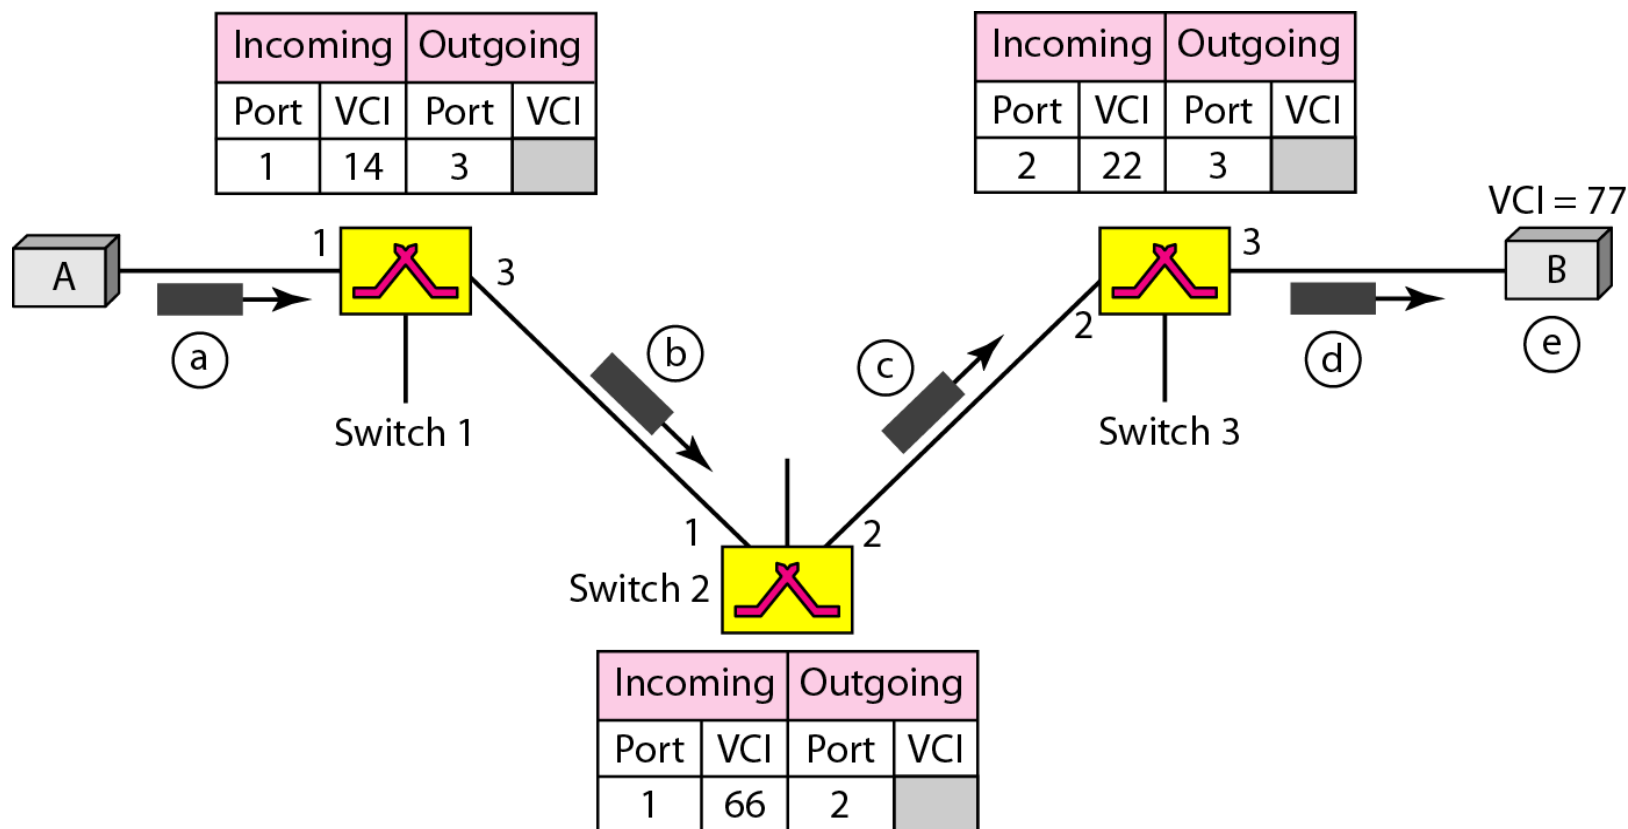 Incoming Outgoing
Port VCI Port VCI
1 14 3
Incoming Outgoing
Port VCI Port VCI
2 22 3
VCI = 77
A
1
3
a
Switch 1
b
c
2
3
B
d
e
Switch 3
1
2
Switch 2
Incoming Outgoing
Port VCI Port VCI
1 66 2